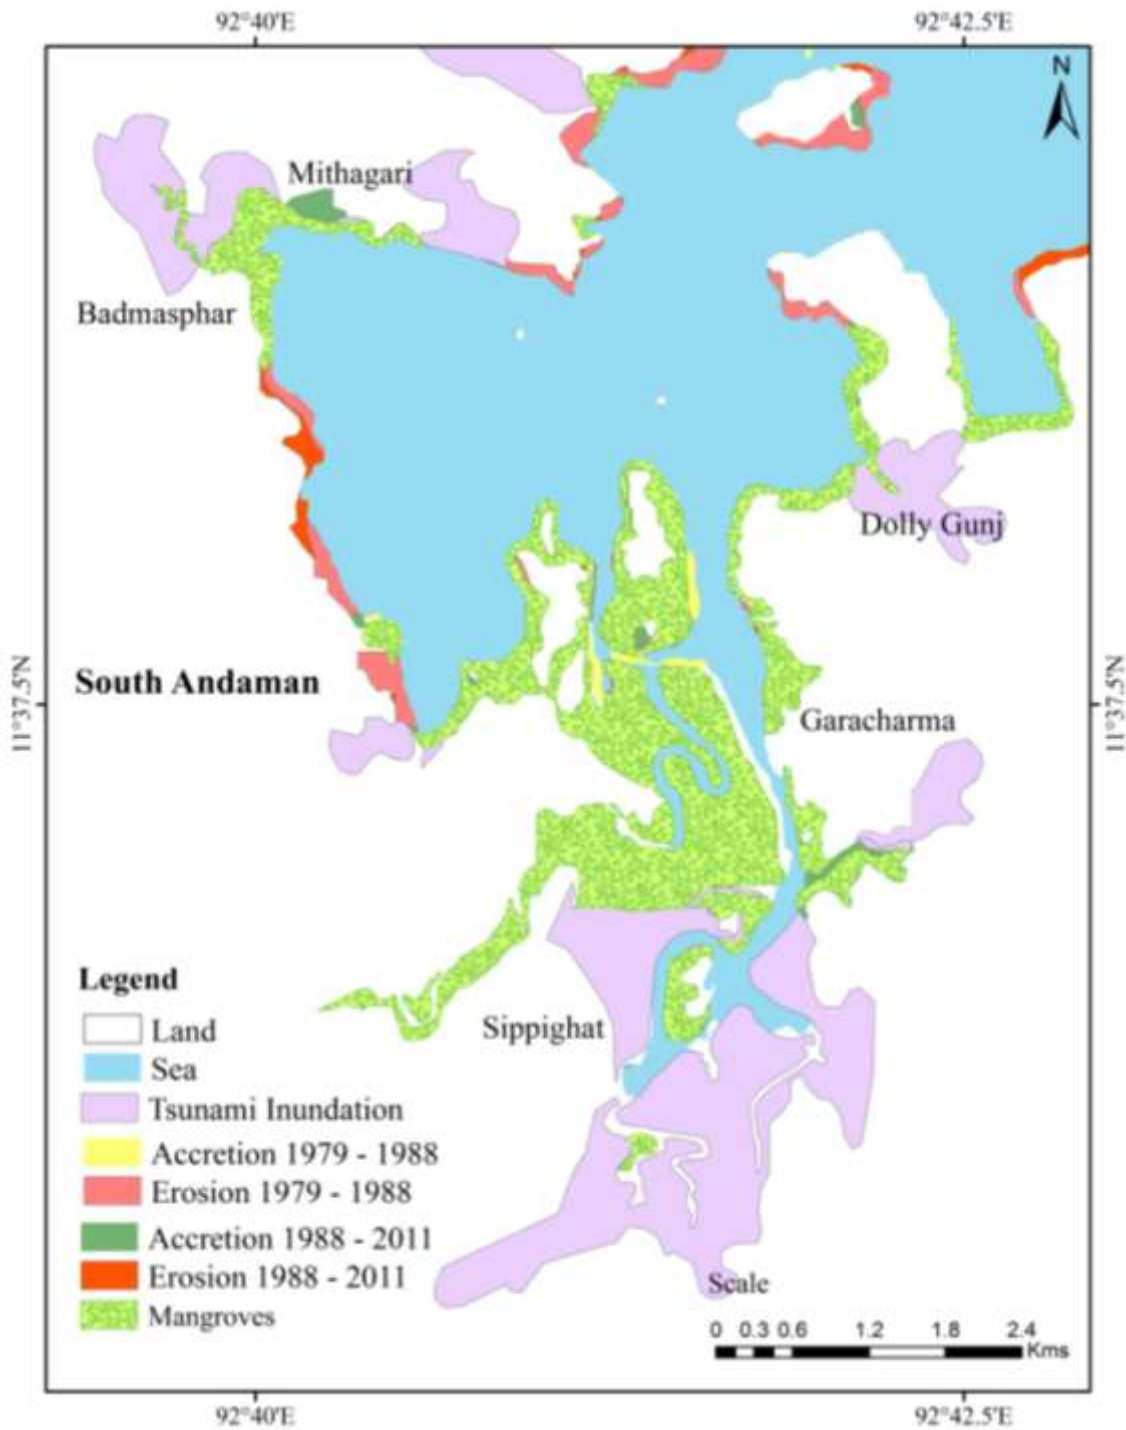 92°40'E 92°42.5'E
N
Mithagari
Badmasphar
Dolly Gunj
South Andaman
11°37.5'N 11°37.5'N
Garacharma
Legend
Land
Sippighat
Sea
Tsunami Inundation
Accretion 1979 - 1988
Erosion 1979 - 1988
Accretion 1988 - 2011
Erosion 1988 - 2011
Scale
Mangroves
0 0.3 0.6 1.2 1.8 2.4
Kms
92°40'E 92°42.5'E